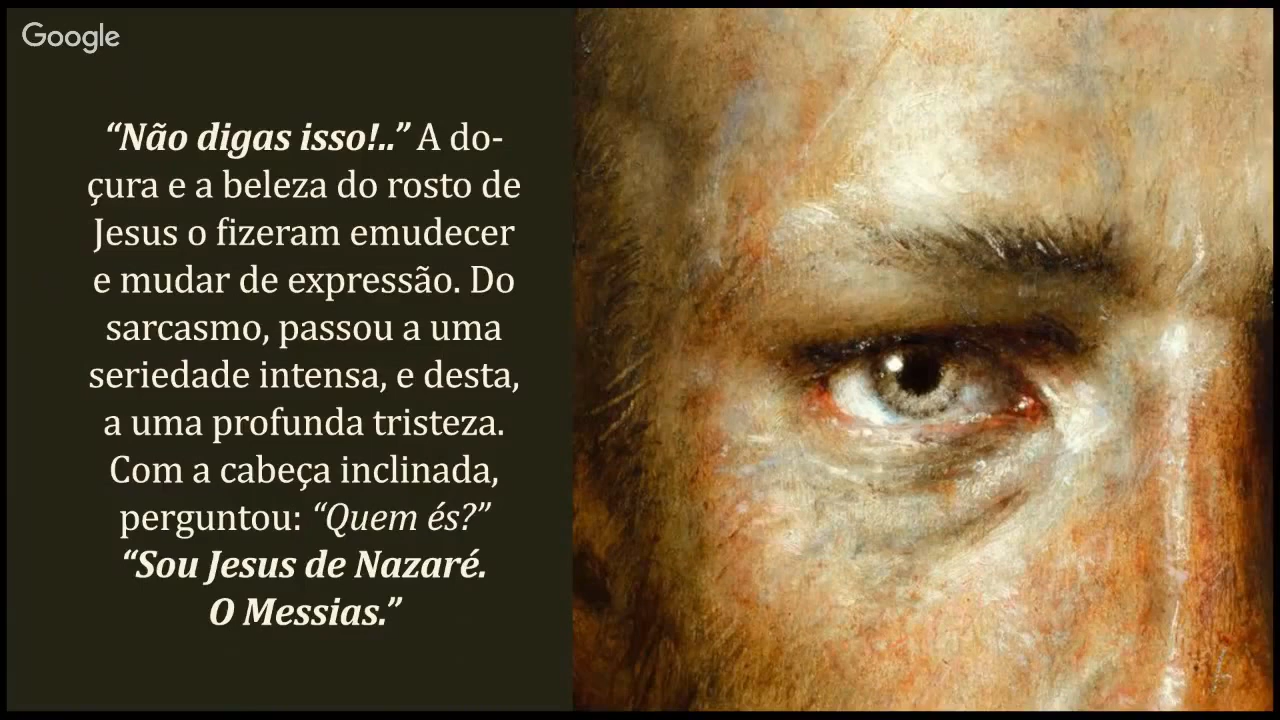 Google
“Não digas isso!..” A do-
çura e a beleza do rosto de
Jesus o fizeram emudecer
e mudar de expressão. Do
sarcasmo, passou a uma
seriedade intensa, e desta,
a uma profunda tristeza.
Com a cabeça inclinada,
perguntou: “Quem és?”
“Sou Jesus de Nazaré.
O Messias.”